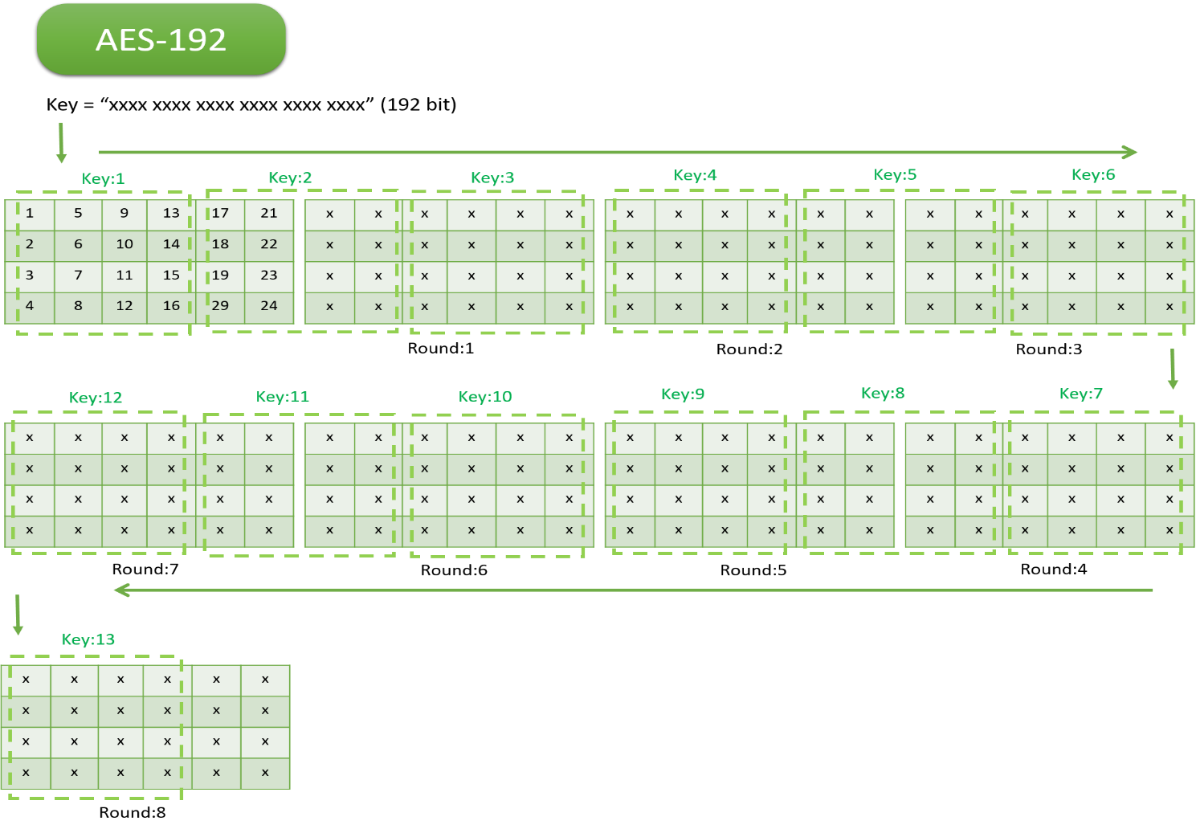 AES-192
Key = “xxxx xxxx xxxx xxxx xxxx xxxx” (192 bit)
Key:1 Key:2 Key:3 Key:4 Key:5 Key:6
1 5 9 13 17 21 x x x x x x x x x x x x x x x x x x
2 6 10 14 18 22 x x x x x x x x x x x x x x x x x x
3 7 11 15 19 23 x x x x x x x x x x x x x x x x x x
4 8 12 16 29 24 x x x x x x x x x x x x x x x x x x
Round:1 Round:2 Round:3
Key:12 Key:11 Key:10 Key:9 Key:8 Key:7
x x x x x x x x x x x x x x x x x x x x x x x x
x x x x x x x x x x x x x x x x x x x x x x x x
x x x x x x x x x x x x x x x x x x x x x x x x
x x x x x x x x x x x x x x x x x x x x x x x x
Round:7 Round:6 Round:5 Round:4
Key:13
x x x x x x
x x x x x x
x x x x x x
x x x x x x
Round:8